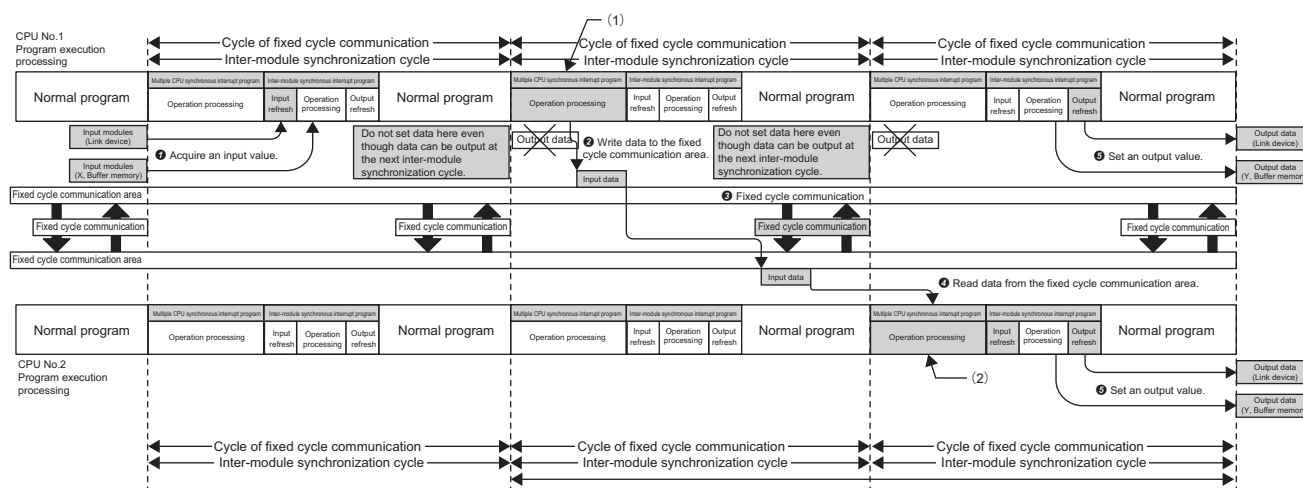 (1)
CPU No.1
Program execution
processing
Cycle of fixed cycle communication
Cycle of fixed cycle communication
Cycle of fixed cycle communication
Inter-module synchronization cycle
Inter-module synchronization cycle
Inter-module synchronization cycle
Normal program
Multiple CPU synchronous interrupt program
Inter-module synchronous interrupt program
Operation processing
Input
refresh
Operation
processing
Output
refresh
Normal program
Multiple CPU synchronous interrupt program
Inter-module synchronous interrupt program
Operation processing
Input
refresh
Operation
processing
Output
refresh
Normal program
Multiple CPU synchronous interrupt program
Inter-module synchronous interrupt program
Operation processing
Input
refresh
Operation
processing
Output
refresh
Normal program
Input modules
(Link device)
❶ Acquire an input value.
Input modules
(X, Buffer memory)
Do not set data here even
though data can be output at
the next inter-module
synchronization cycle.
Output data
❷ Write data to the fixed
cycle communication area.
Input data
Do not set data here even
though data can be output at
the next inter-module
synchronization cycle.
Output data
❺ Set an output value.
Output data
(Link device)
Output data
(Y, Buffer memory)
Fixed cycle communication area
❸ Fixed cycle communication
Fixed cycle communication
Fixed cycle communication
Fixed cycle communication
Fixed cycle communication
Fixed cycle communication area
Input data
❹ Read data from the fixed cycle communication area.
Normal program
Multiple CPU synchronous interrupt program
Inter-module synchronous interrupt program
Operation processing
Input
refresh
Operation
processing
Output
refresh
Normal program
Multiple CPU synchronous interrupt program
Inter-module synchronous interrupt program
Operation processing
Input
refresh
Operation
processing
Output
refresh
Normal program
Multiple CPU synchronous interrupt program
Inter-module synchronous interrupt program
Operation processing
Input
refresh
Operation
processing
Output
refresh
Normal program
CPU No.2
Program execution
processing
(2)
❺ Set an output value.
Output data
(Link device)
Output data
(Y, Buffer memory)
Cycle of fixed cycle communication
Cycle of fixed cycle communication
Cycle of fixed cycle communication
Inter-module synchronization cycle
Inter-module synchronization cycle
Inter-module synchronization cycle